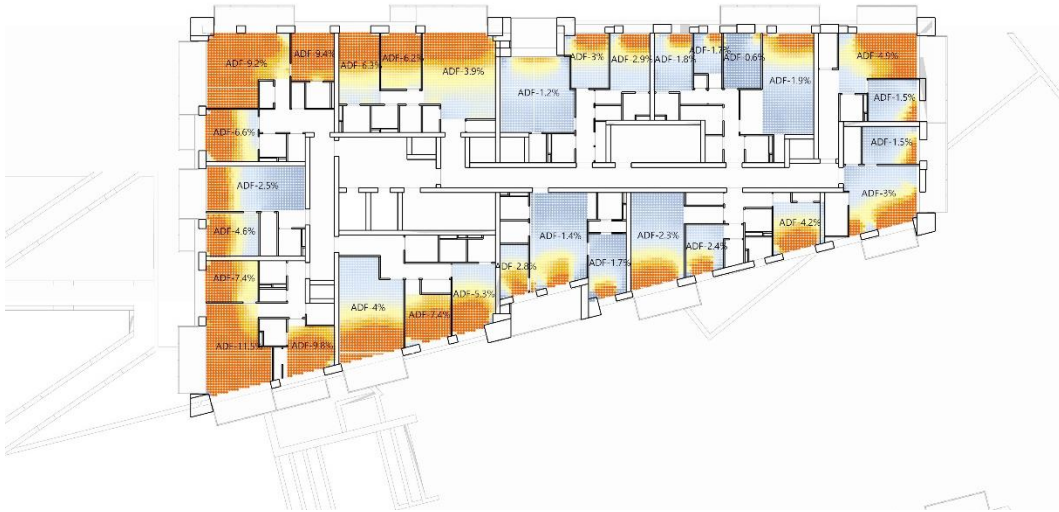 ADF-9.2%
ADF-9.4%
ADF-6.3%
ADF-6.2%
ADF-3.9%
ADF-1.2%
ADF-3%
ADF-2.9%
ADF-1.8%
ADF-1.7%
ADF-0.6%
ADF-1.9%
ADF-4.9%
ADF-1.5%
ADF-6.6%
ADF-1.5%
ADF-2.5%
ADF-3%
ADF-4.6%
ADF-4.2%
ADF-1.4%
ADF-2.3%
ADF-2.4%
ADF-1.7%
ADF-2.8%
ADF-7.4%
ADF-5.3%
ADF-4%
ADF-7.4%
ADF-11.5%
ADF-9.8%